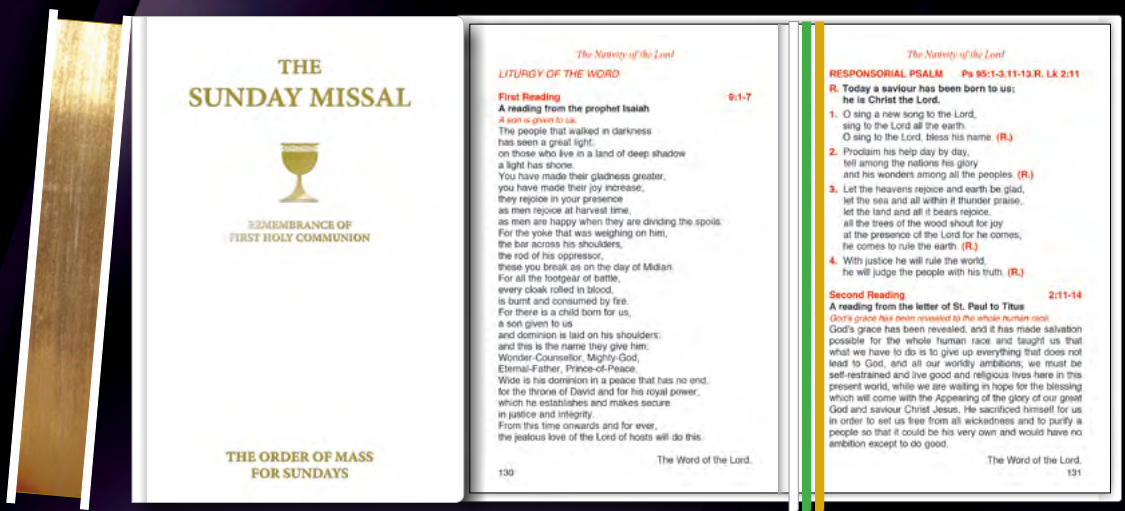 THE
SUNDAY MISSAL
REMEMBRANCE OF
FIRST HOLY COMMUNION
THE ORDER OF MASS
FOR SUNDAYS
The Nativity of the Lord
LITURGY OF THE WORD
First Reading 9:1-7
A reading from the prophet Isaiah
A son is given to us.
The people that walked in darkness
has seen a great light;
on those who live in a land of deep shadow
a light has shone.
You have made their gladness greater,
you have made their joy increase;
they rejoice in your presence
as men rejoice at harvest time,
as men are happy when they are dividing the spoils.
For the yoke that was weighing on him,
the bar across his shoulders,
the rod of his oppressor,
these you break as on the day of Midian.
For all the footgear of battle,
every cloak rolled in blood,
is burnt and consumed by fire.
For there is a child born for us,
a son given to us
and dominion is laid on his shoulders;
and this is the name they give him:
Wonder-Counsellor, Mighty-God,
Eternal-Father, Prince-of-Peace.
Wide is his dominion in a peace that has no end,
for the throne of David and for his royal power,
which he establishes and makes secure
in justice and integrity.
From this time onwards and for ever,
the jealous love of the Lord of hosts will do this.
The Word of the Lord.
130
The Nativity of the Lord
RESPONSORIAL PSALM Ps 95:1-3.11-13.R. Lk 2:11
R. Today a saviour has been born to us;
he is Christ the Lord.
1. O sing a new song to the Lord,
sing to the Lord all the earth.
O sing to the Lord, bless his name. (R.)
2. Proclaim his help day by day,
tell among the nations his glory
and his wonders among all the peoples. (R.)
3. Let the heavens rejoice and earth be glad,
let the sea and all within it thunder praise,
let the land and all it bears rejoice,
all the trees of the wood shout for joy
at the presence of the Lord for he comes,
he comes to rule the earth. (R.)
4. With justice he will rule the world,
he will judge the people with his truth. (R.)
Second Reading 2:11-14
A reading from the letter of St. Paul to Titus
God's grace has been revealed to the whole human race.
God's grace has been revealed, and it has made salvation
possible for the whole human race and taught us that
what we have to do is to give up everything that does not
lead to God, and all our worldly ambitions; we must be
self-restrained and live good and religious lives here in this
present world, while we are waiting in hope for the blessing
which will come with the Appearing of the glory of our great
God and saviour Christ Jesus. He sacrificed himself for us
in order to set us free from all wickedness and to purify a
people so that it could be his very own and would have no
ambition except to do good.
The Word of the Lord.
131